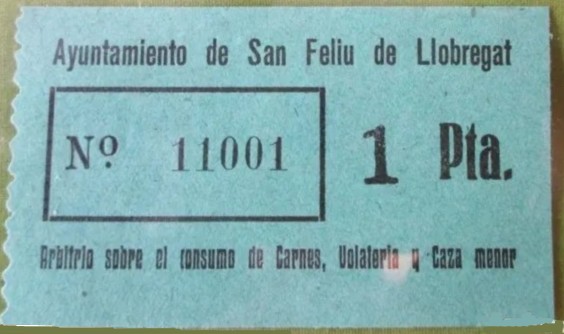 Ayuntamiento de San Feliu de Llobregat
Nº 11001
1 Pta.
Arbitrio sobre el consumo de Carnes, Volatería y Caza menor